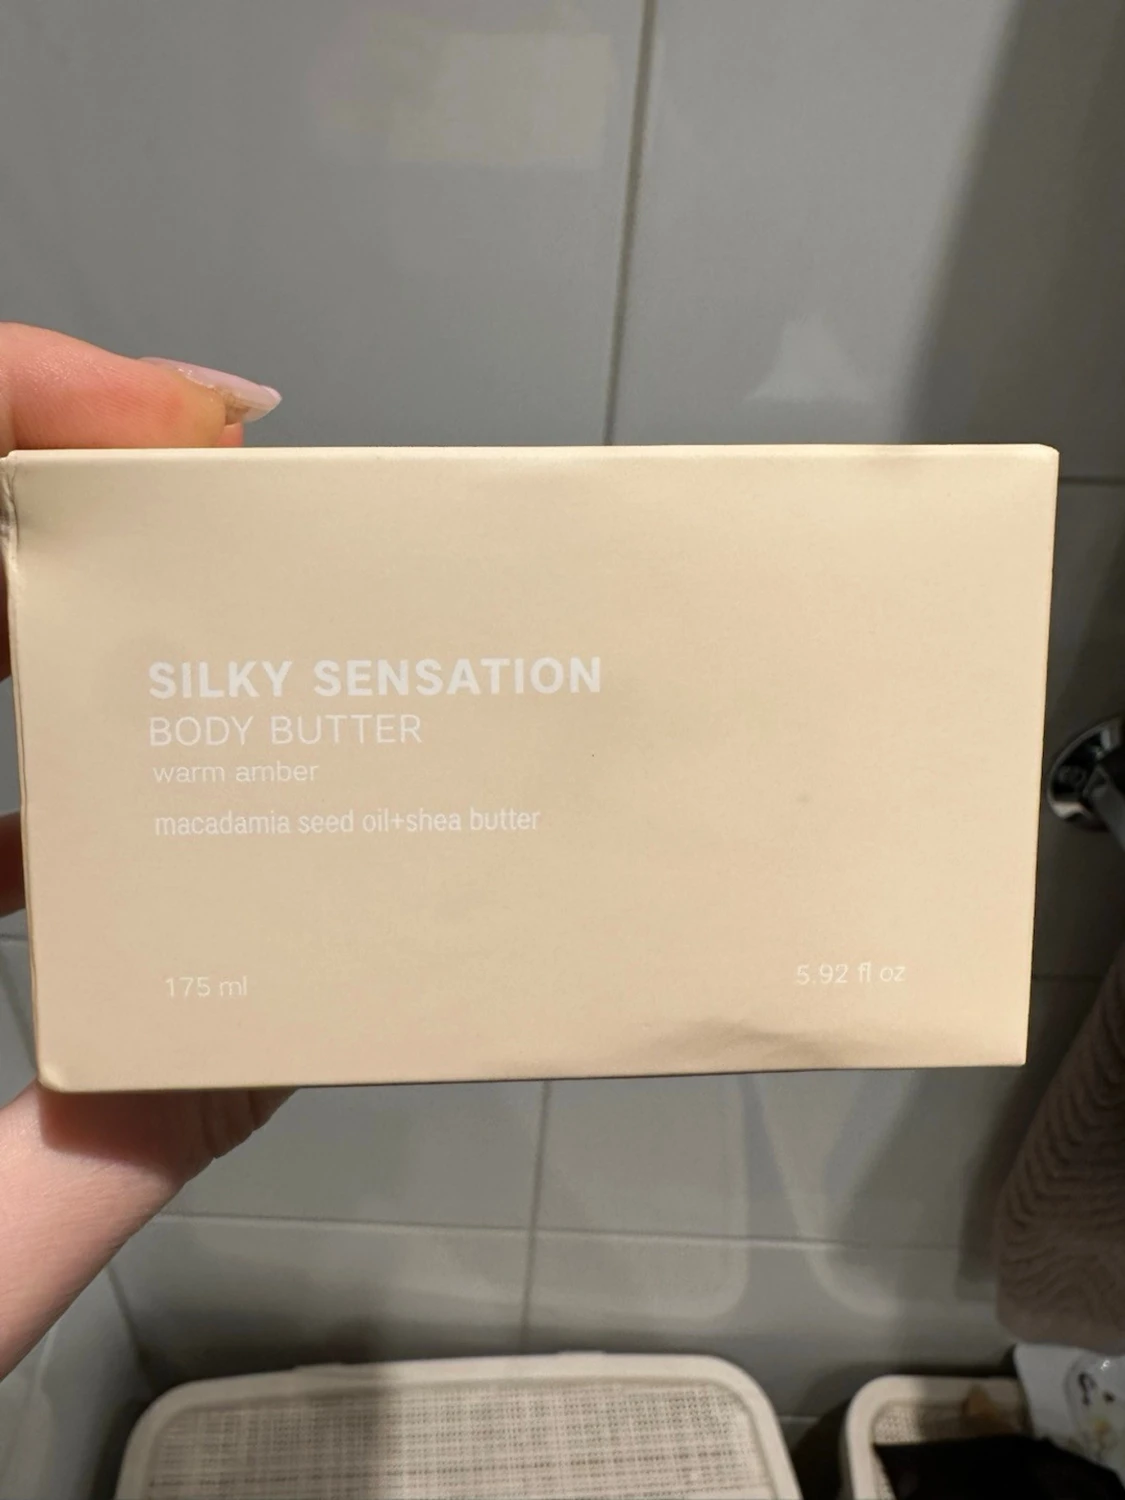 SILKY SENSATION
BODY BUTTER
warm amber
macadamia seed oil+shea butter
175 ml
5.92 fl oz